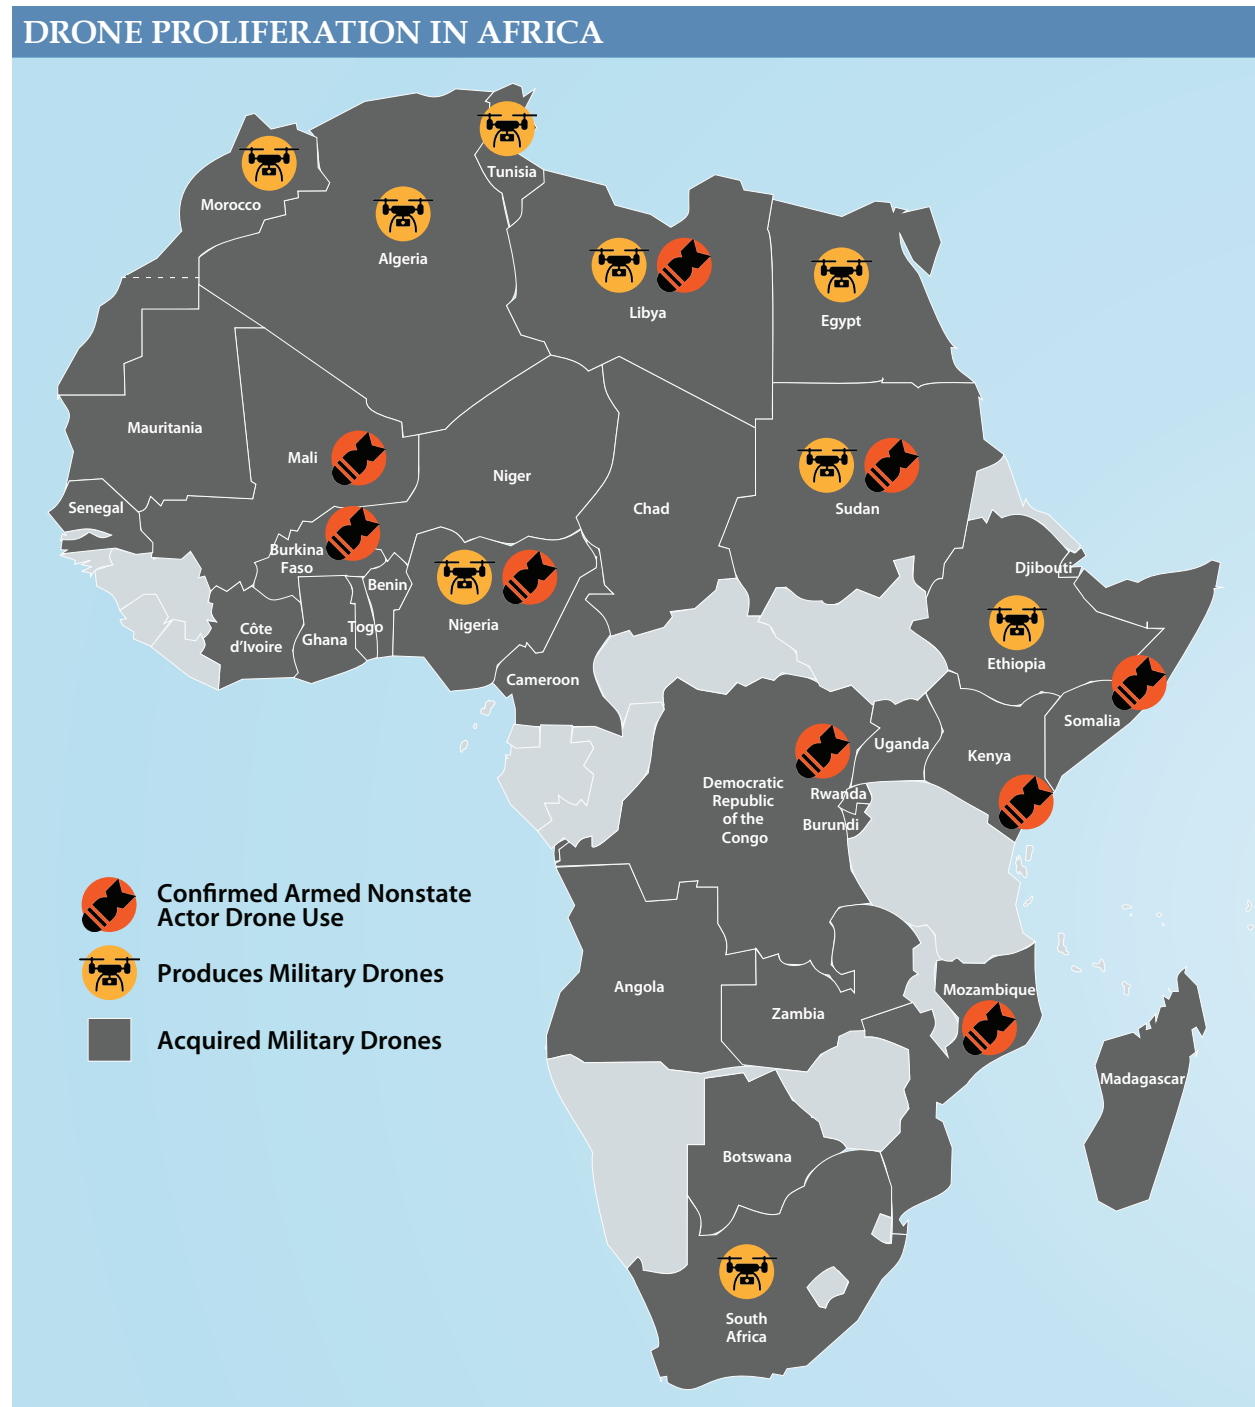 DRONE PROLIFERATION IN AFRICA
Tunisia
Morocco
Algeria
Libya
Egypt
Mauritania
Mali
Niger
Senegal
Chad
Sudan
Burkina
Faso
Benin
Djibouti
Côte
d’Ivoire
Ghana
Togo
Nigeria
Ethiopia
Cameroon
Somalia
Uganda
Kenya
Democratic
Republic
of the
Congo
Rwanda
Burundi
Confirmed Armed Nonstate
Actor Drone Use
Produces Military Drones
Acquired Military Drones
Angola
Zambia
Mozambique
Madagascar
Botswana
South
Africa